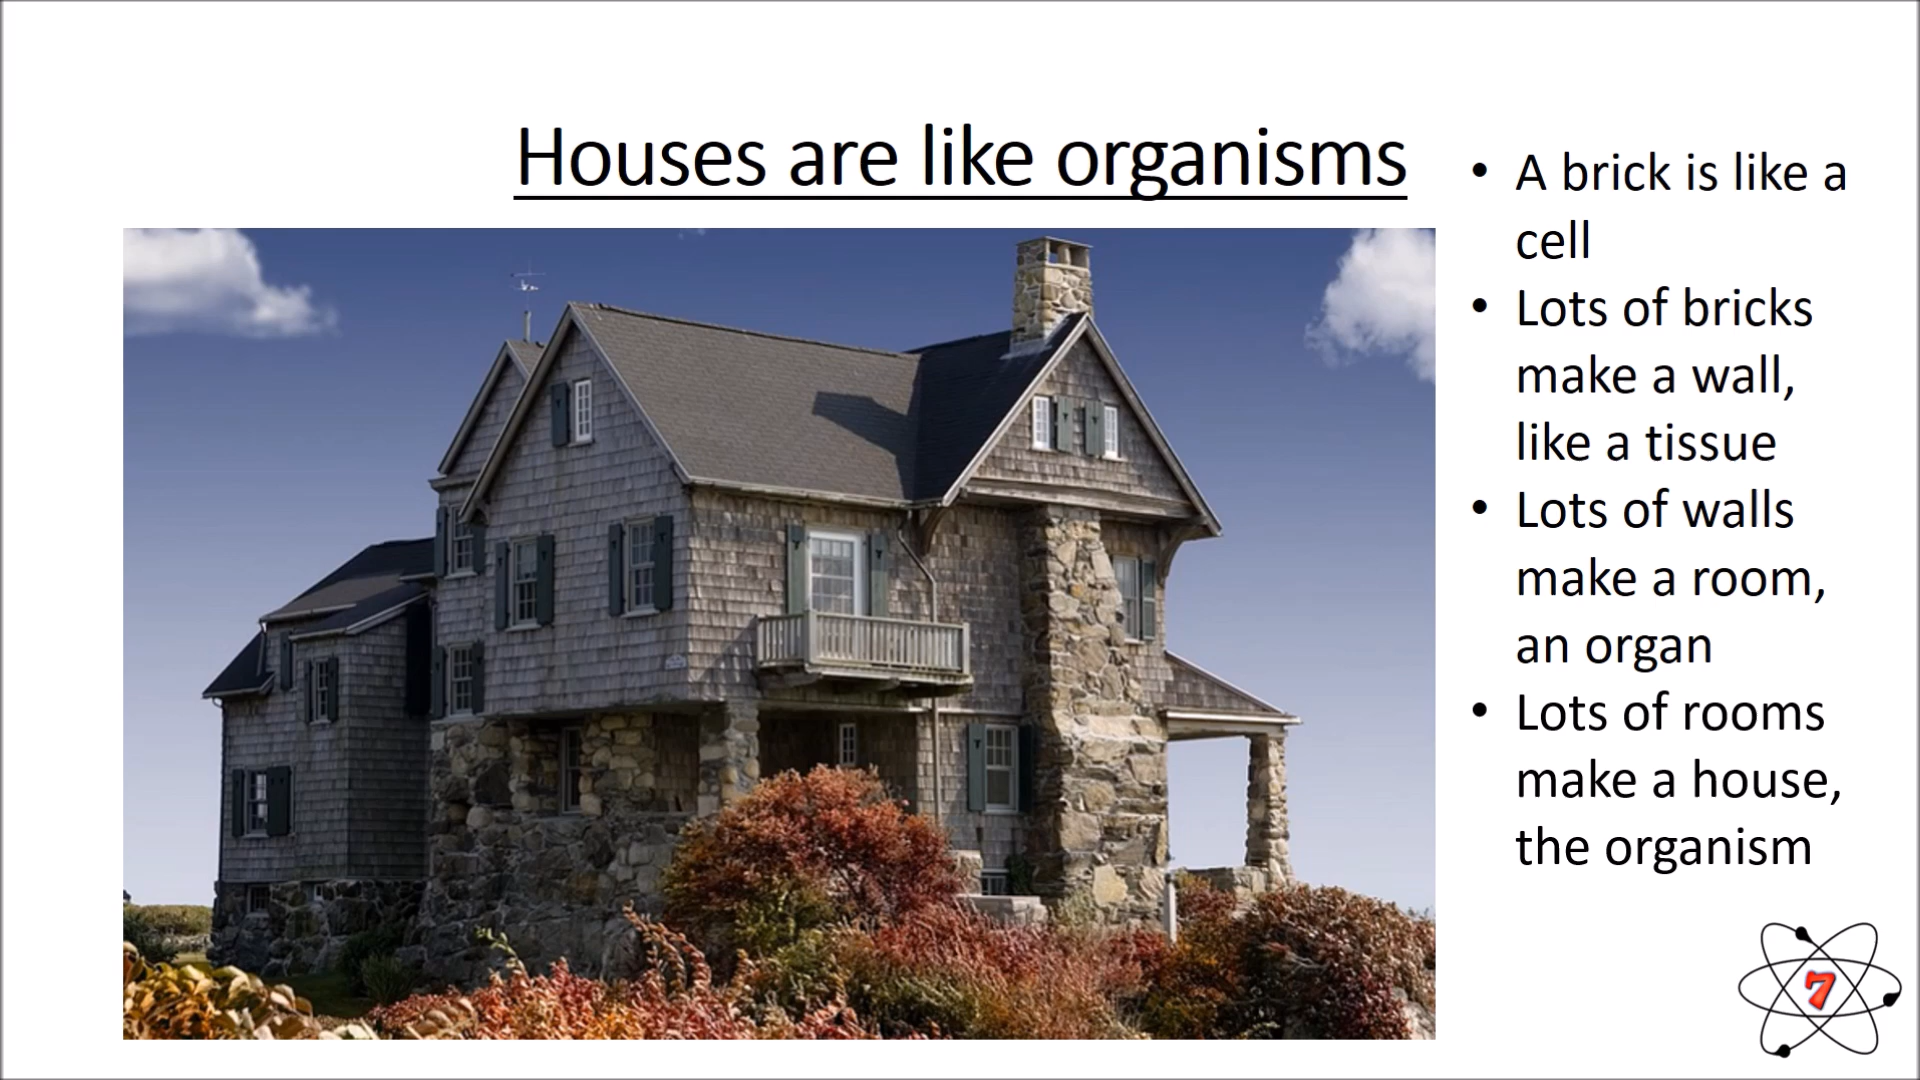 Houses are like organisms
• A brick is like a
cell
• Lots of bricks
make a wall,
like a tissue
• Lots of walls
make a room,
an organ
• Lots of rooms
make a house,
the organism
7